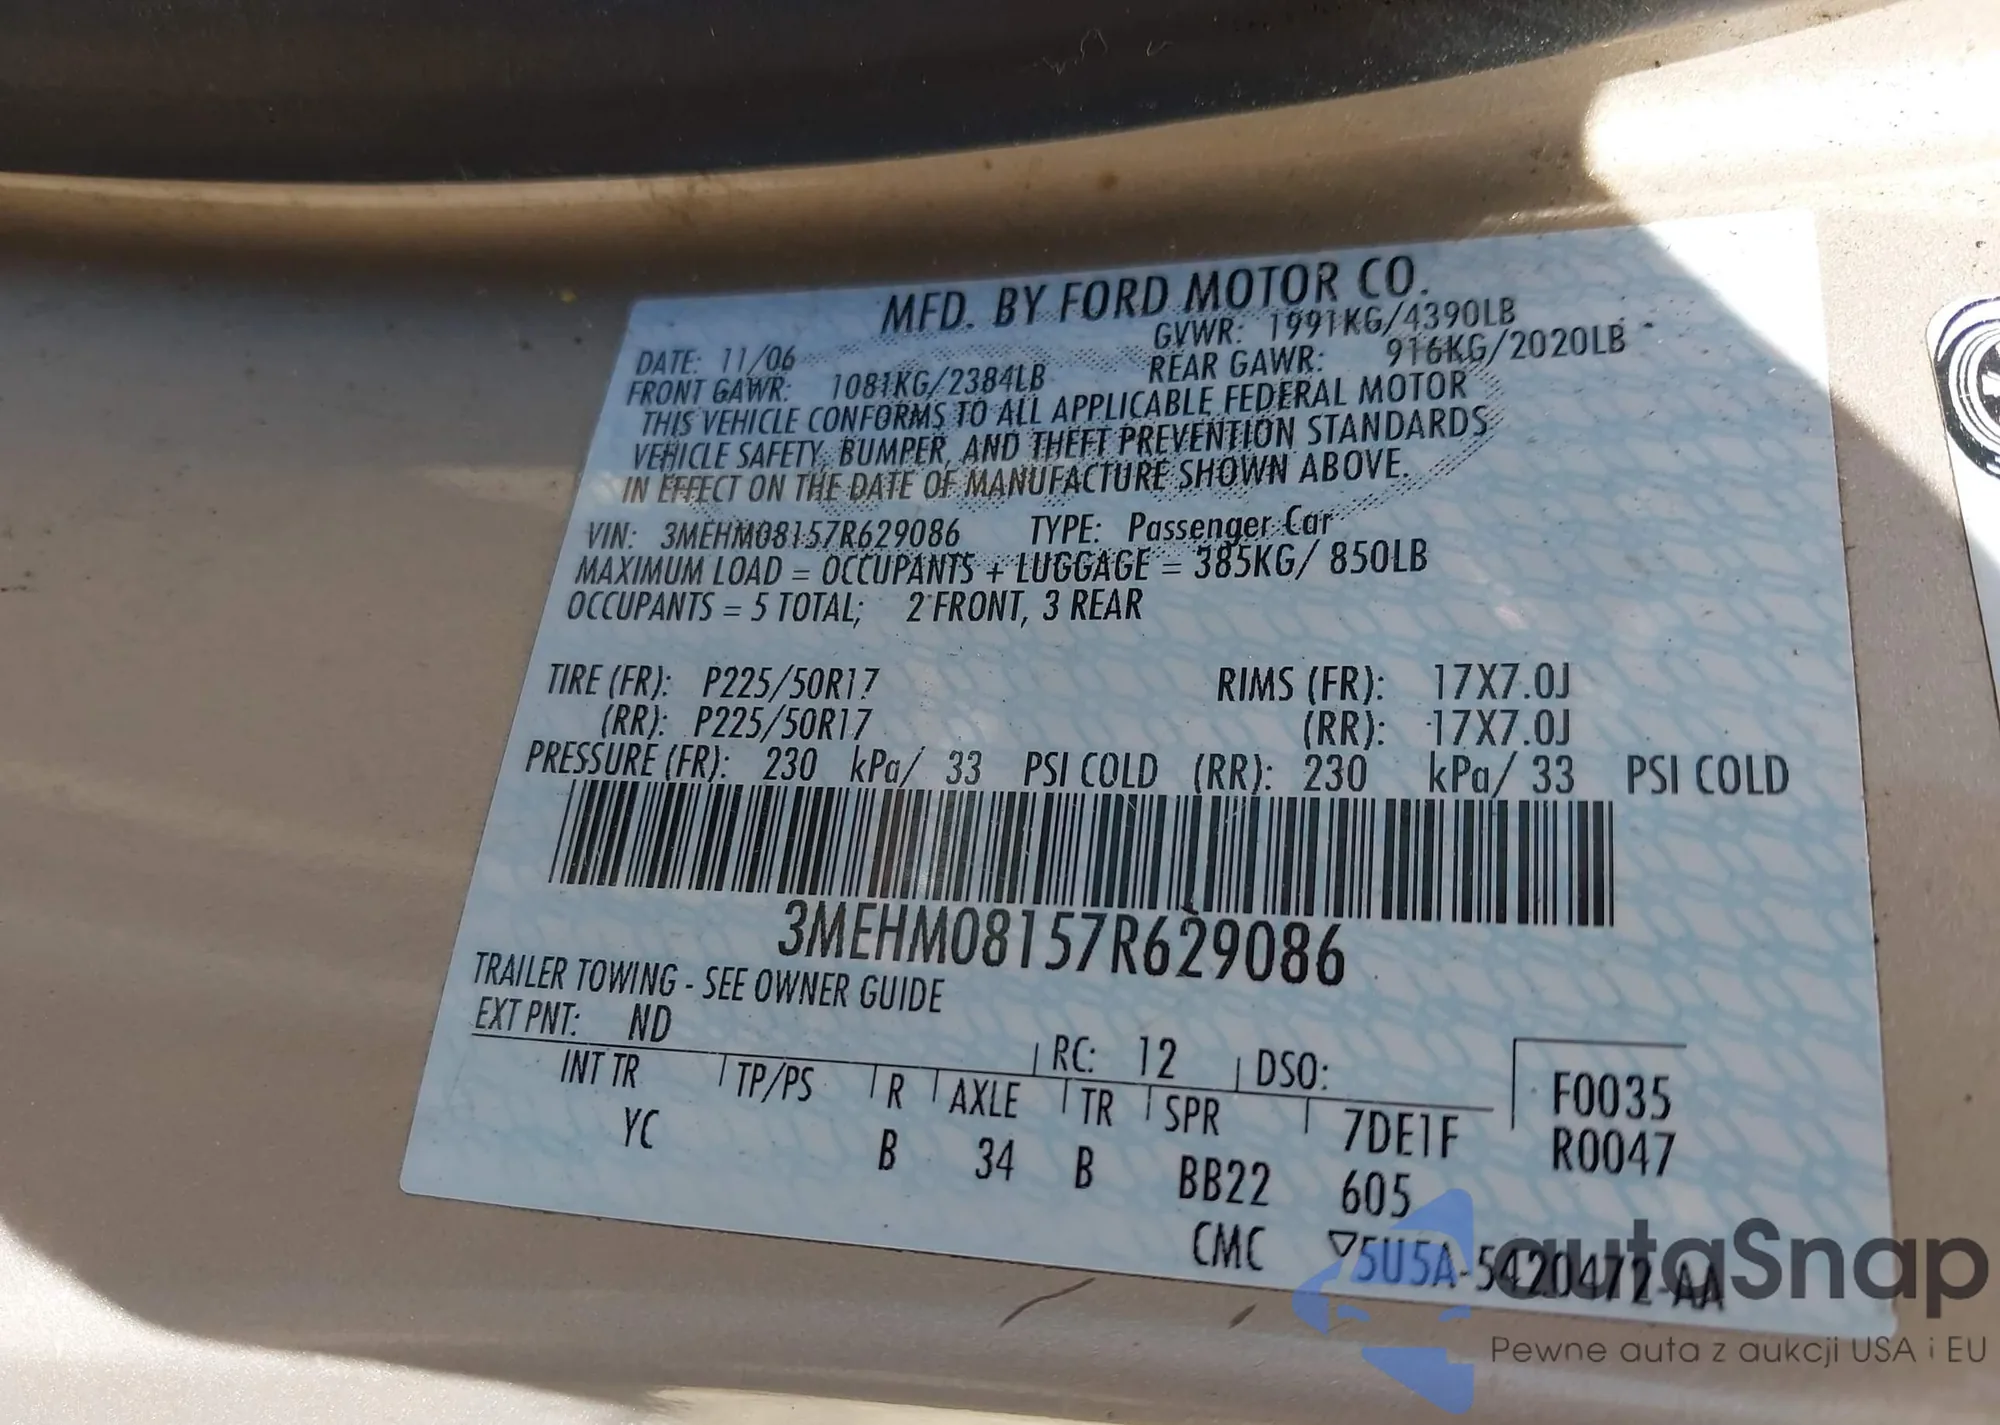 MFD. BY FORD MOTOR CO.
DATE: 11/06 GVWR: 1991KG/4390LB
FRONT GAWR: 1081KG/2384LB REAR GAWR: 916KG/2020LB
THIS VEHICLE CONFORMS TO ALL APPLICABLE FEDERAL MOTOR
VEHICLE SAFETY, BUMPER, AND THEFT PREVENTION STANDARDS
IN EFFECT ON THE DATE OF MANUFACTURE SHOWN ABOVE.
VIN: 3MEHM08157R629086 TYPE: Passenger Car
MAXIMUM LOAD = OCCUPANTS + LUGGAGE = 385KG/ 850LB
OCCUPANTS = 5 TOTAL; 2 FRONT, 3 REAR
TIRE (FR): P225/50R17 RIMS (FR): 17X7.0J
(RR): P225/50R17 (RR): 17X7.0J
PRESSURE (FR): 230 kPa/ 33 PSI COLD (RR): 230 kPa/ 33 PSI COLD
3MEHM08157R629086
TRAILER TOWING - SEE OWNER GUIDE
EXT PNT: ND RC: 12 DSO: F0035
INT TR TP/PS R AXLE TR SPR 7DE1F R0047
YC B 34 B BB22 605
CMC ▽5U5A-5420472-AA
autaSnap
Pewne auta z aukcji USA i EU